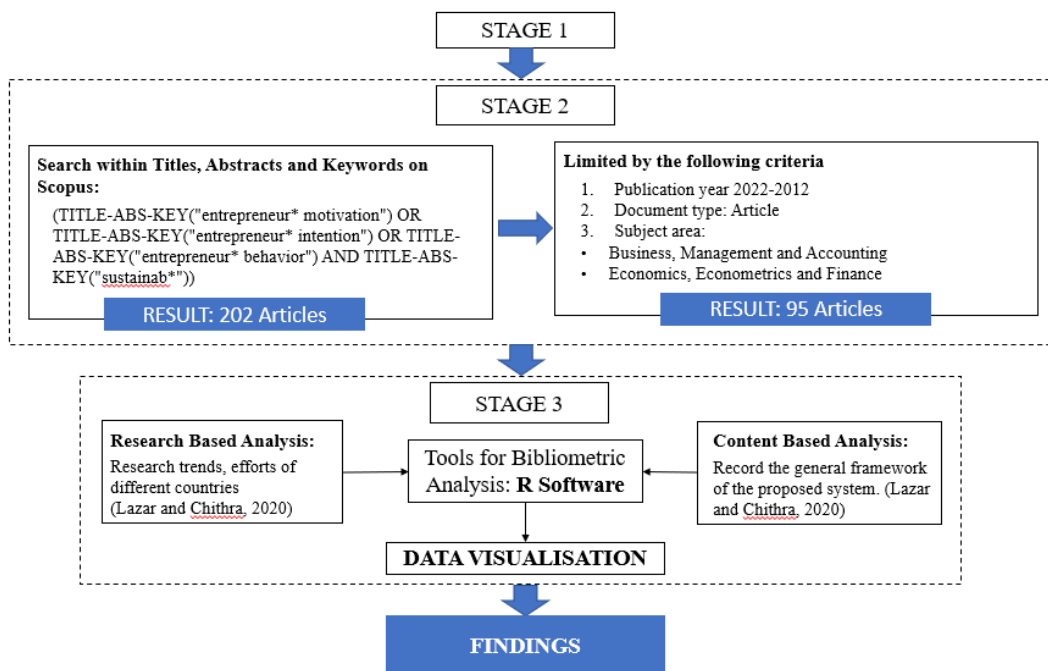 STAGE 1
STAGE 2
Search within Titles, Abstracts and Keywords on
Scopus:
(TITLE-ABS-KEY("entrepreneur* motivation") OR
TITLE-ABS-KEY("entrepreneur* intention") OR TITLE-
ABS-KEY("entrepreneur* behavior") AND TITLE-ABS-
KEY("sustainab*"))
RESULT: 202 Articles
Limited by the following criteria
1. Publication year 2022-2012
2. Document type: Article
3. Subject area:
• Business, Management and Accounting
• Economics, Econometrics and Finance
RESULT: 95 Articles
STAGE 3
Research Based Analysis:
Research trends, efforts of
different countries
(Lazar and Chithra, 2020)
Tools for Bibliometric
Analysis: R Software
Content Based Analysis:
Record the general framework
of the proposed system. (Lazar
and Chithra, 2020)
DATA VISUALISATION
FINDINGS